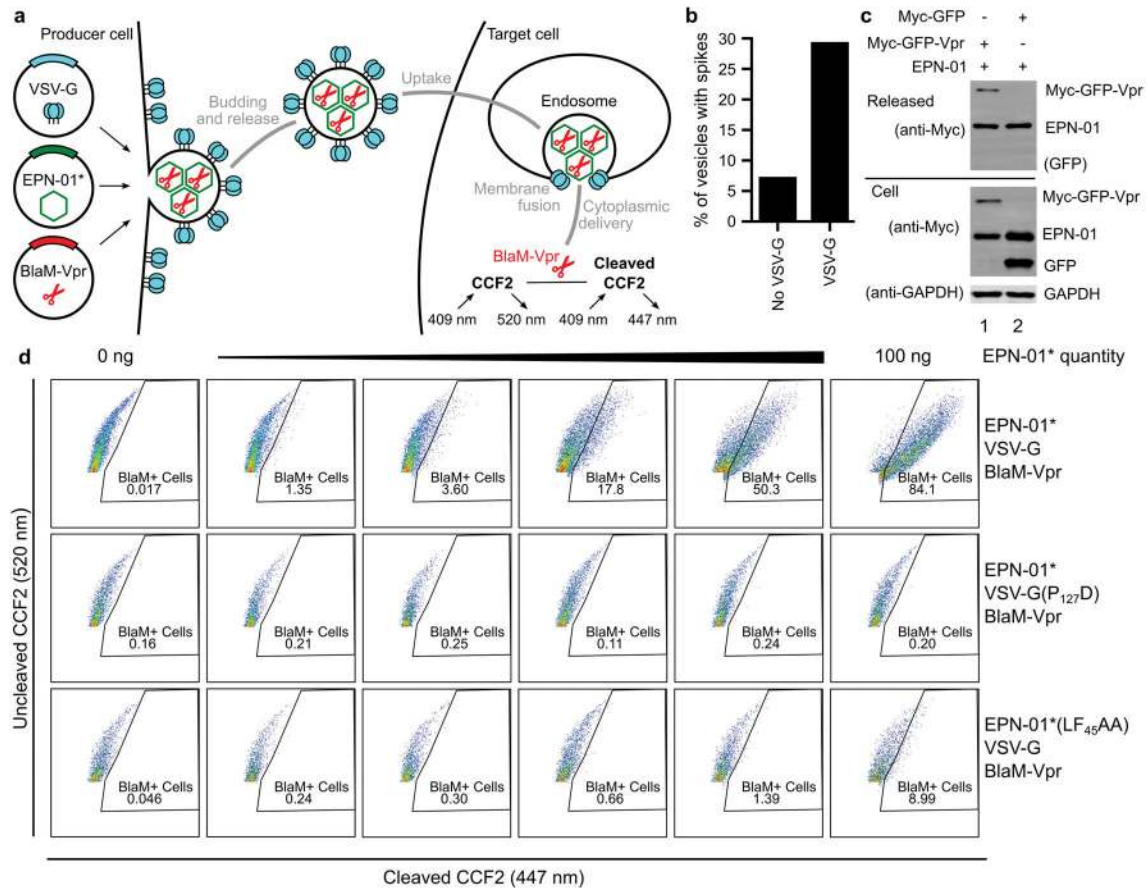 a
Producer cell
VSV-G
EPN-01*
BlaM-Vpr
Budding
and release
Uptake
Target cell
Endosome
Membrane
fusion
Cytoplasmic
delivery
BlaM-Vpr
CCF2
Cleaved
CCF2
409 nm
520 nm
409 nm
447 nm
b
% of vesicles with spikes
30
25
20
15
10
5
0
No VSV-G
VSV-G
c
Myc-GFP - +
Myc-GFP-Vpr + -
EPN-01 + +
Released
(anti-Myc)
Myc-GFP-Vpr
EPN-01
(GFP)
Cell
(anti-Myc)
Myc-GFP-Vpr
EPN-01
GFP
(anti-GAPDH)
GAPDH
1 2
d
0 ng
100 ng
EPN-01* quantity
Uncleaved CCF2 (520 nm)
BlaM+ Cells
0.017
BlaM+ Cells
1.35
BlaM+ Cells
3.60
BlaM+ Cells
17.8
BlaM+ Cells
50.3
BlaM+ Cells
84.1
EPN-01*
VSV-G
BlaM-Vpr
BlaM+ Cells
0.16
BlaM+ Cells
0.21
BlaM+ Cells
0.25
BlaM+ Cells
0.11
BlaM+ Cells
0.24
BlaM+ Cells
0.20
EPN-01*
VSV-G(P₁₂₇D)
BlaM-Vpr
BlaM+ Cells
0.046
BlaM+ Cells
0.24
BlaM+ Cells
0.30
BlaM+ Cells
0.66
BlaM+ Cells
1.39
BlaM+ Cells
8.99
EPN-01*(LF₄₅AA)
VSV-G
BlaM-Vpr
Cleaved CCF2 (447 nm)